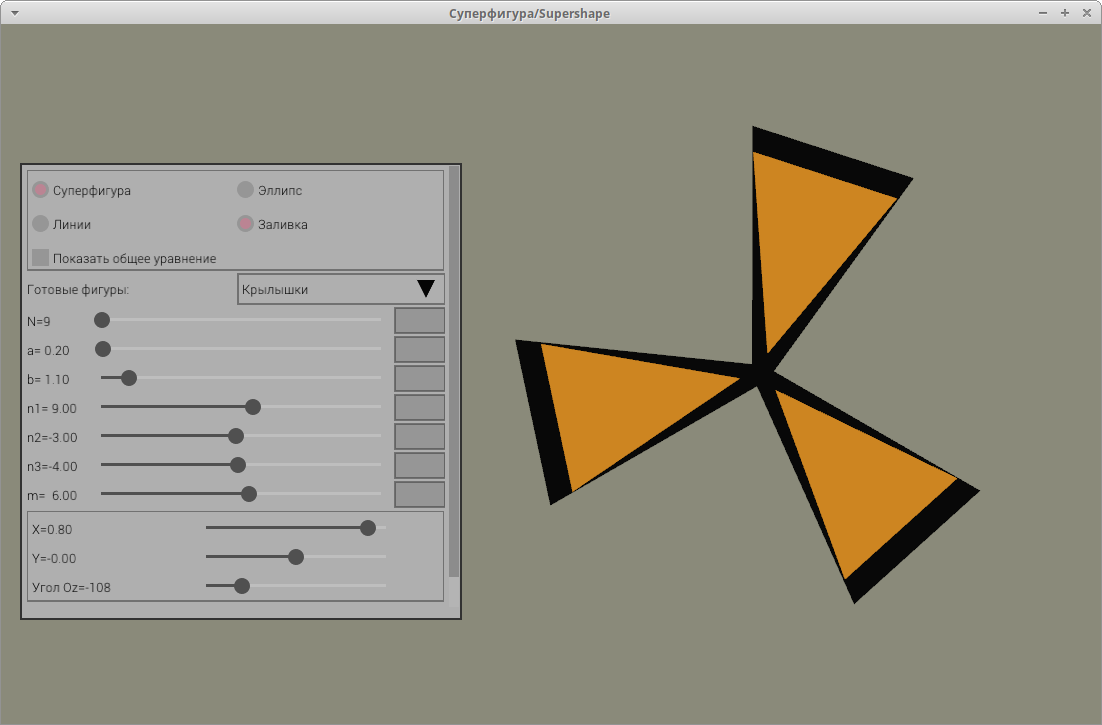 Суперфигура/Supershape
Суперфигура Эллипс
Линии Заливка
Показать общее уравнение
Готовые фигуры: Крылышки
N=9
a= 0.20
b= 1.10
n1= 9.00
n2=-3.00
n3=-4.00
m= 6.00
X=0.80
Y=-0.00
Угол Oz=-108